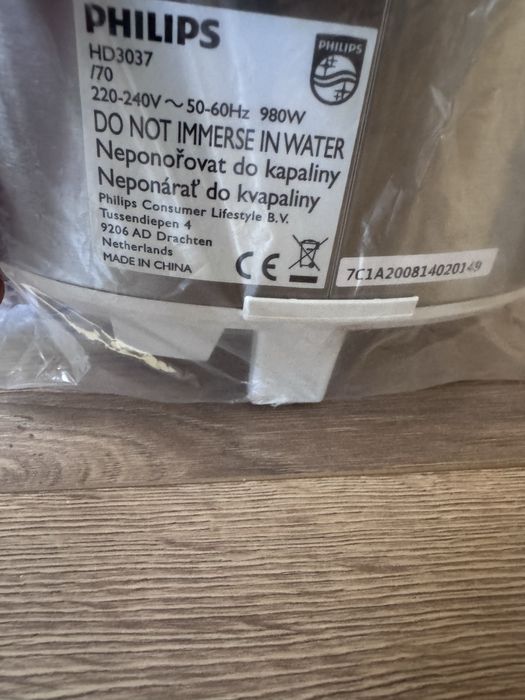 PHILIPS
HD3037
/70
220-240V ~ 50-60Hz 980W
DO NOT IMMERSE IN WATER
Neponořovat do kapaliny
Neponárať do kvapaliny
Philips Consumer Lifestyle B.V.
Tussendiepen 4
9206 AD Drachten
Netherlands
MADE IN CHINA
CE
PHILIPS
7C1A200814020149